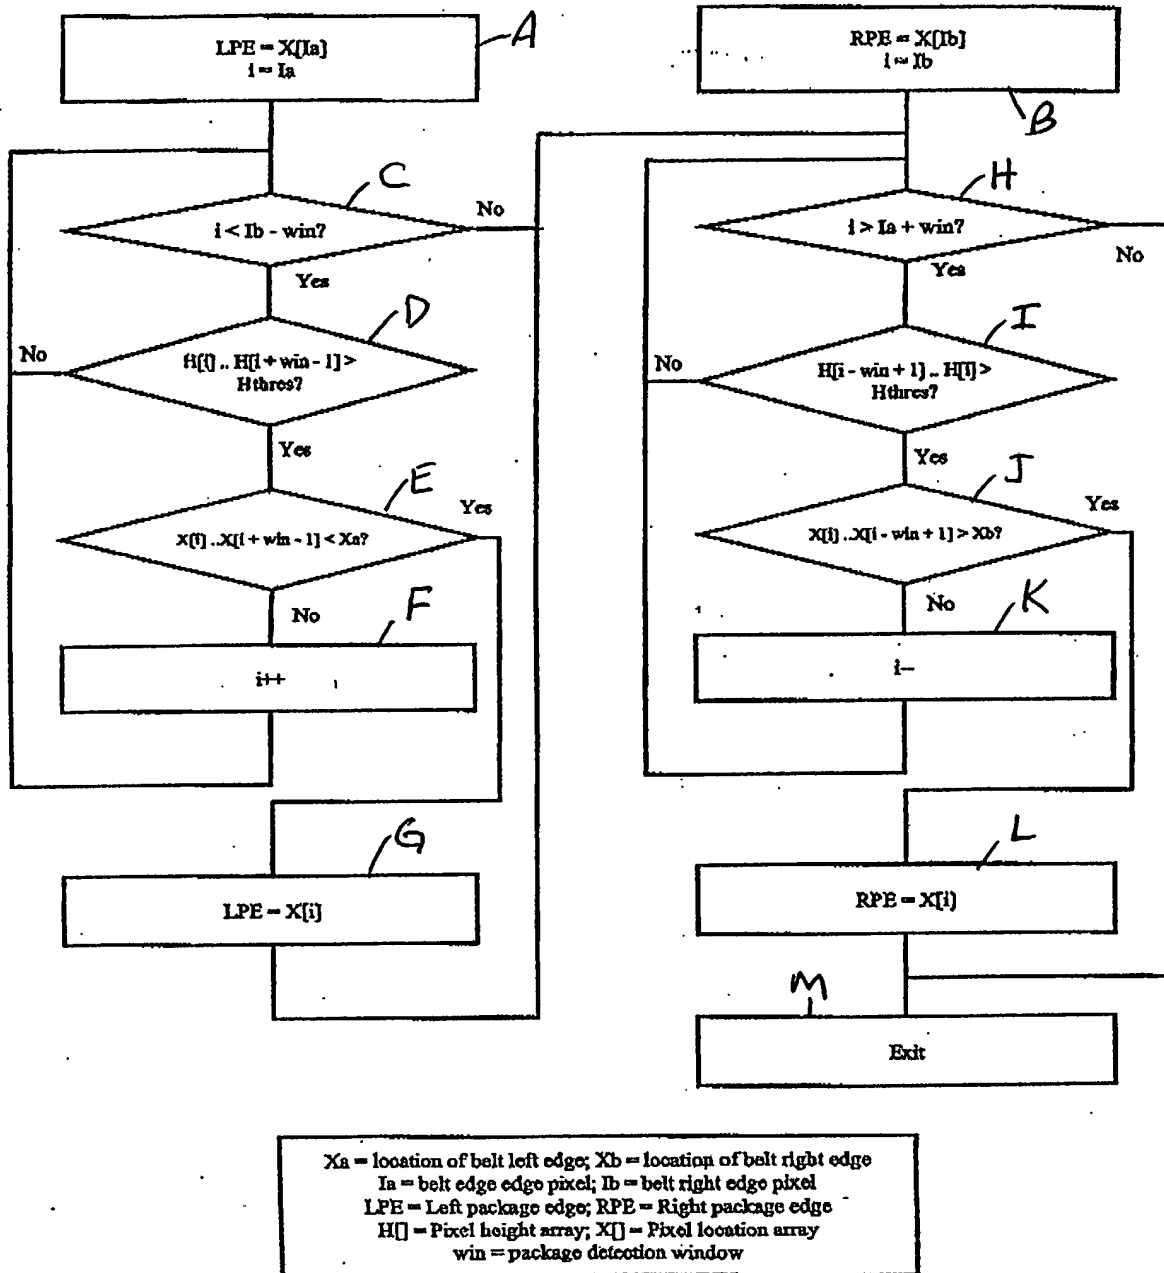 LPE = X[Ia]
i = Ia
A
C
i < Ib - win?
No
Yes
D
H[i] .. H[i + win - 1] >
Hthres?
No
Yes
E
X[i] ..X[i + win - 1] < Xa?
Yes
No
F
i++
G
LPE = X[i]
RPE = X[Ib]
i = Ib
B
H
i > Ia + win?
No
Yes
I
H[i - win + 1] .. H[i] >
Hthres?
No
Yes
J
X[i] ..X[i - win + 1] > Xb?
Yes
No
K
i--
L
RPE = X[i]
M
Exit
Xa = location of belt left edge; Xb = location of belt right edge
Ia = belt edge edge pixel; Ib = belt right edge pixel
LPE = Left package edge; RPE = Right package edge
H[] = Pixel height array; X[] = Pixel location array
win = package detection window